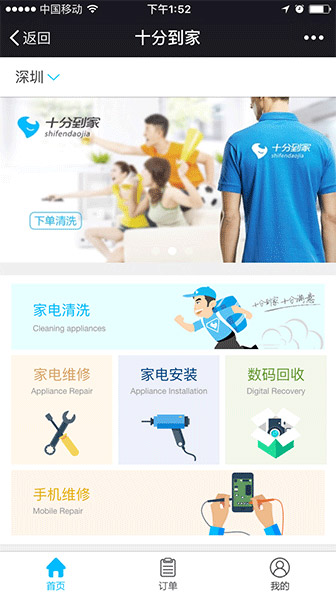 中国移动
下午1:52
返回
十分到家
深圳
十分到家
shifendaojia
十分到家
shifendaojia
下单清洗
家电清洗
Cleaning appliances
十分到家 十分满意
家电维修
Appliance Repair
家电安装
Appliance Installation
数码回收
Digital Recovery
手机维修
Mobile Repair
首页
订单
我的